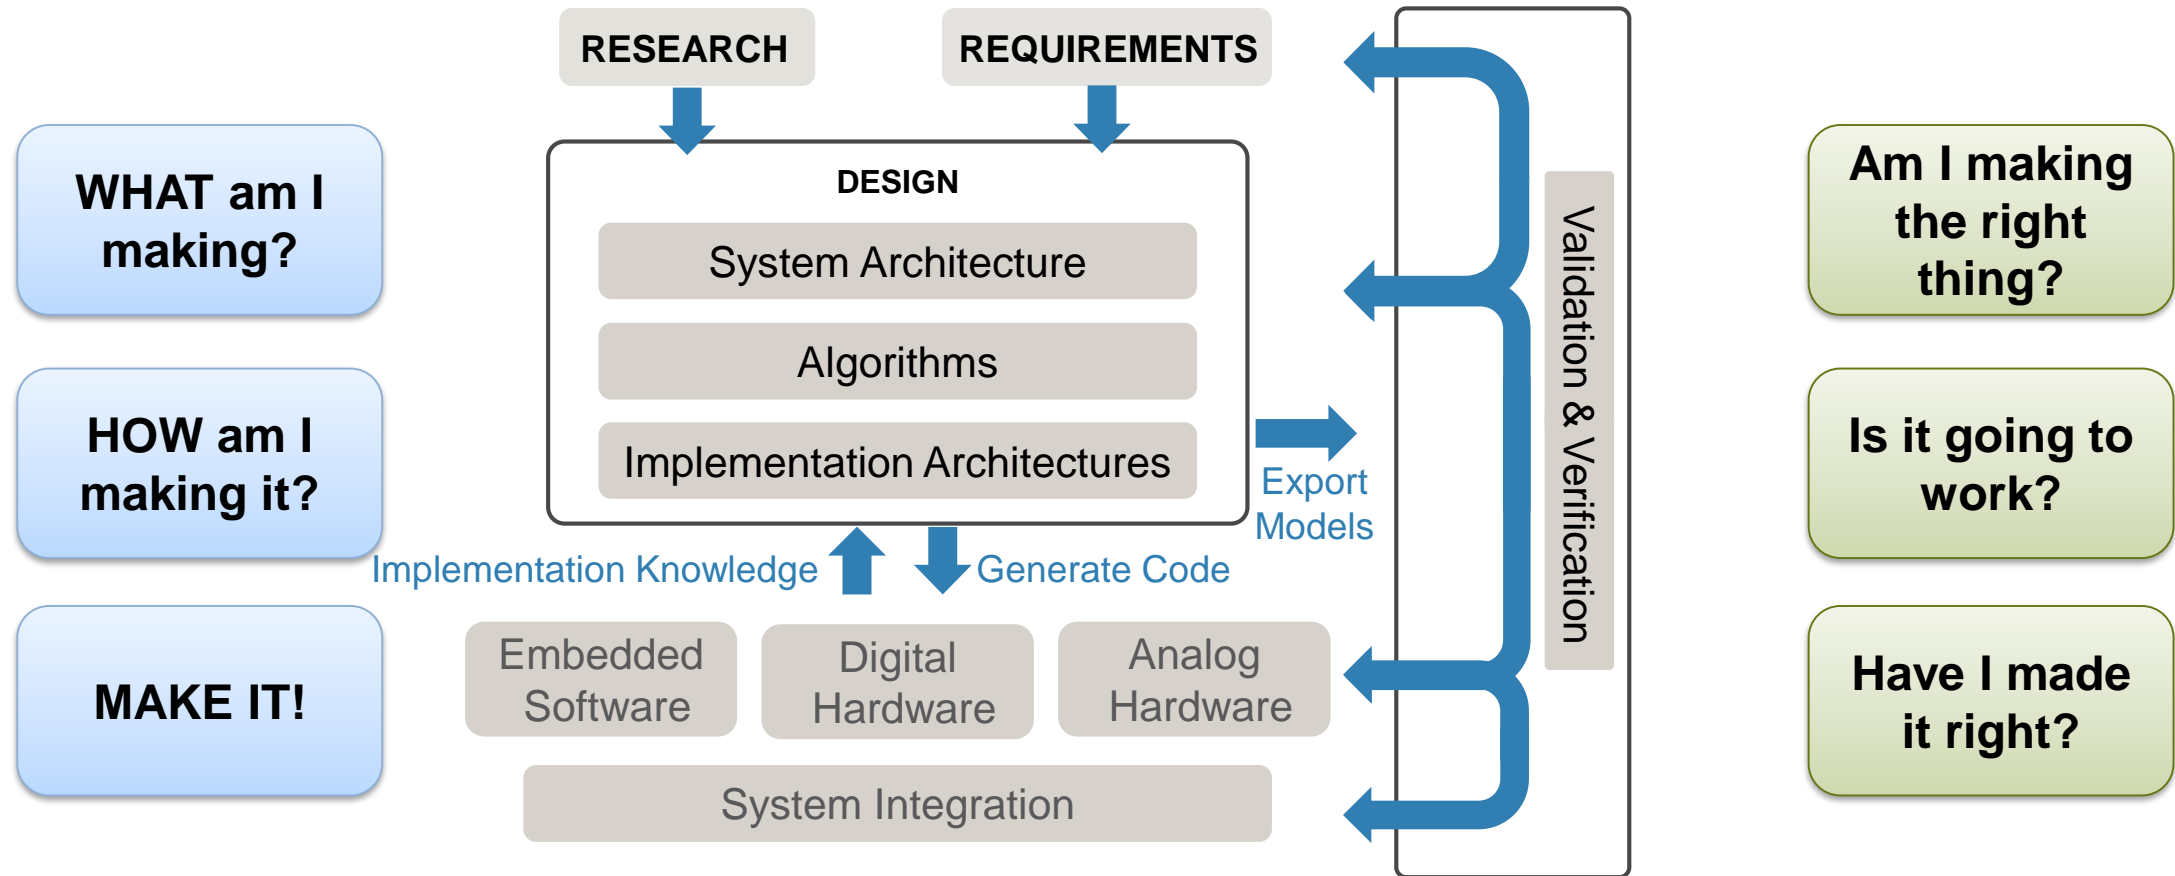 RESEARCH
REQUIREMENTS
WHAT am I
making?
HOW am I
making it?
MAKE IT!
DESIGN
System Architecture
Algorithms
Implementation Architectures
Export
Models
Implementation Knowledge
Generate Code
Embedded
Software
Digital
Hardware
Analog
Hardware
System Integration
Validation & Verification
Am I making
the right
thing?
Is it going to
work?
Have I made
it right?